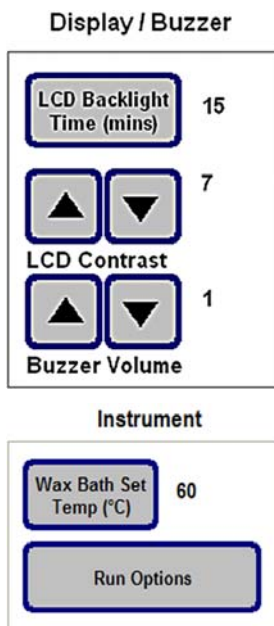 Display / Buzzer
LCD Backlight
Time (mins)
15
7
LCD Contrast
1
Buzzer Volume
Instrument
Wax Bath Set
Temp (°C)
60
Run Options